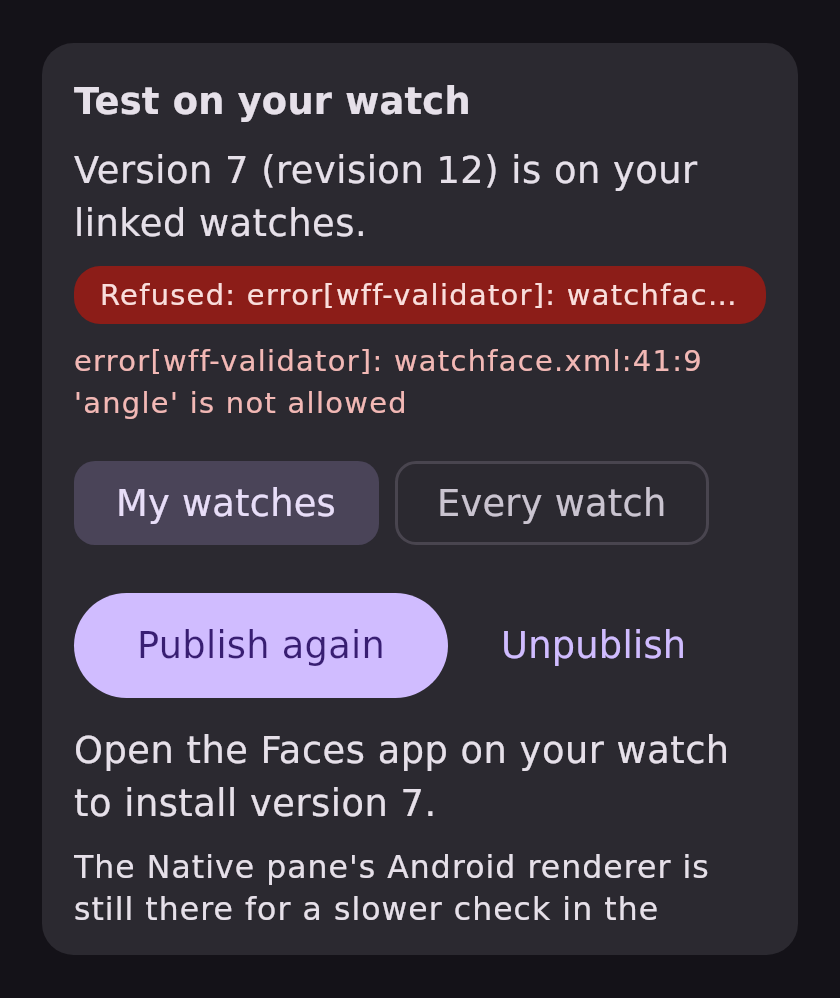 Test on your watch
Version 7 (revision 12) is on your
linked watches.
Refused: error[wff-validator]: watchfac…
error[wff-validator]: watchface.xml:41:9
'angle' is not allowed
My watches
Every watch
Publish again
Unpublish
Open the Faces app on your watch
to install version 7.
The Native pane's Android renderer is
still there for a slower check in the